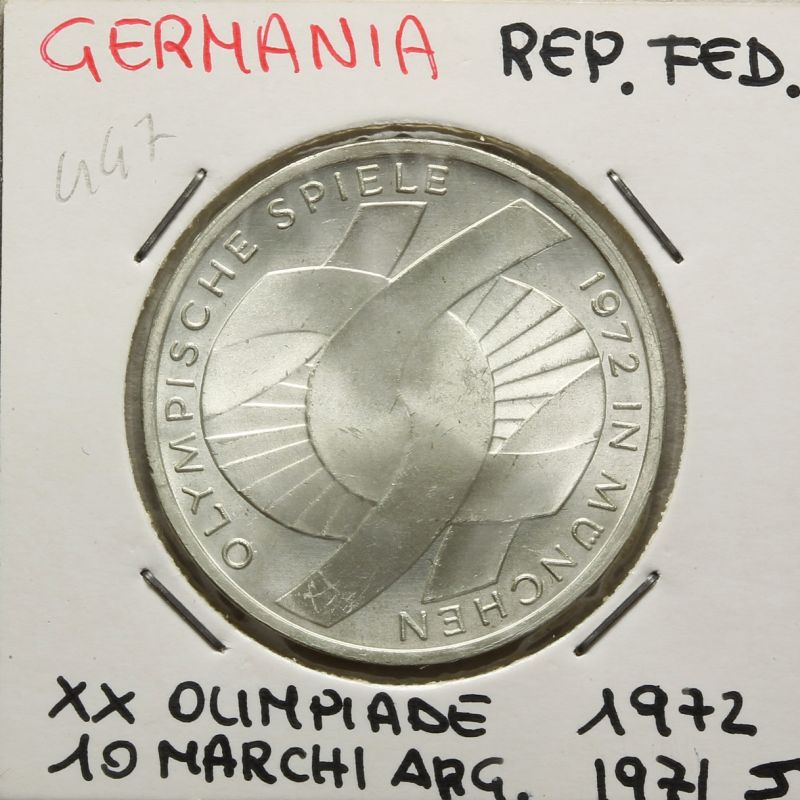 GERMANIA REP. FED.
447
OLYMPISCHE SPIELE 1972 IN MÜNCHEN
XX OLIMPIADE 1972
10 MARCHI ARG. 1971 J